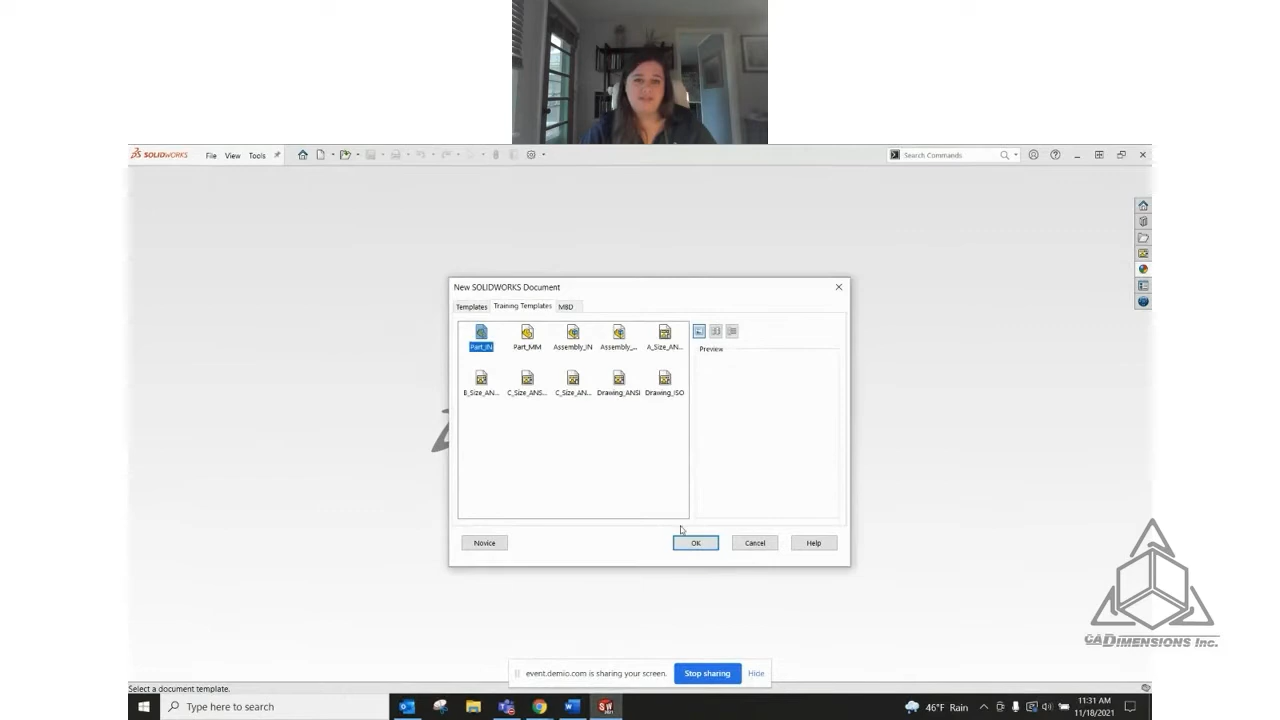 SOLIDWORKS File View Tools Search Commands
New SOLIDWORKS Document
Templates Training Templates MBD
Part_IN Part_MM Assembly_IN Assembly_... A_Size_AN...
Preview
B_Size_AN... C_Size_ANS... C_Size_AN... Drawing_ANSI Drawing_ISO
Novice OK Cancel Help
CADIMENSIONS Inc.
event.demio.com is sharing your screen. Stop sharing Hide
Select a document template.
Type here to search
46°F Rain
11:31 AM
11/18/2021